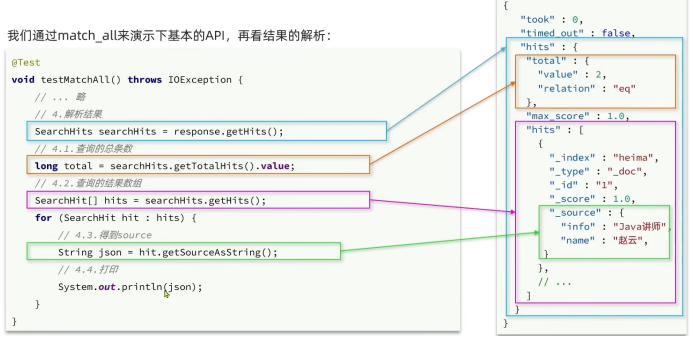 我们通过match_all来演示下基本的API，再看结果的解析：
@Test
void testMatchAll() throws IOException {
// ... 略
// 4.解析结果
SearchHits searchHits = response.getHits();
// 4.1.查询的总条数
long total = searchHits.getTotalHits().value;
// 4.2.查询的结果数组
SearchHit[] hits = searchHits.getHits();
for (SearchHit hit : hits) {
// 4.3.得到source
String json = hit.getSourceAsString();
// 4.4.打印
System.out.println(json);
}
}
{
"took" : 0,
"timed_out" : false,
"hits" : {
"total" : {
"value" : 2,
"relation" : "eq"
},
"max_score" : 1.0,
"hits" : [
{
"_index" : "heima",
"_type" : "_doc",
"_id" : "1",
"_score" : 1.0,
"_source" : {
"info" : "Java讲师",
"name" : "赵云",
}
},
// ...
]
}
}